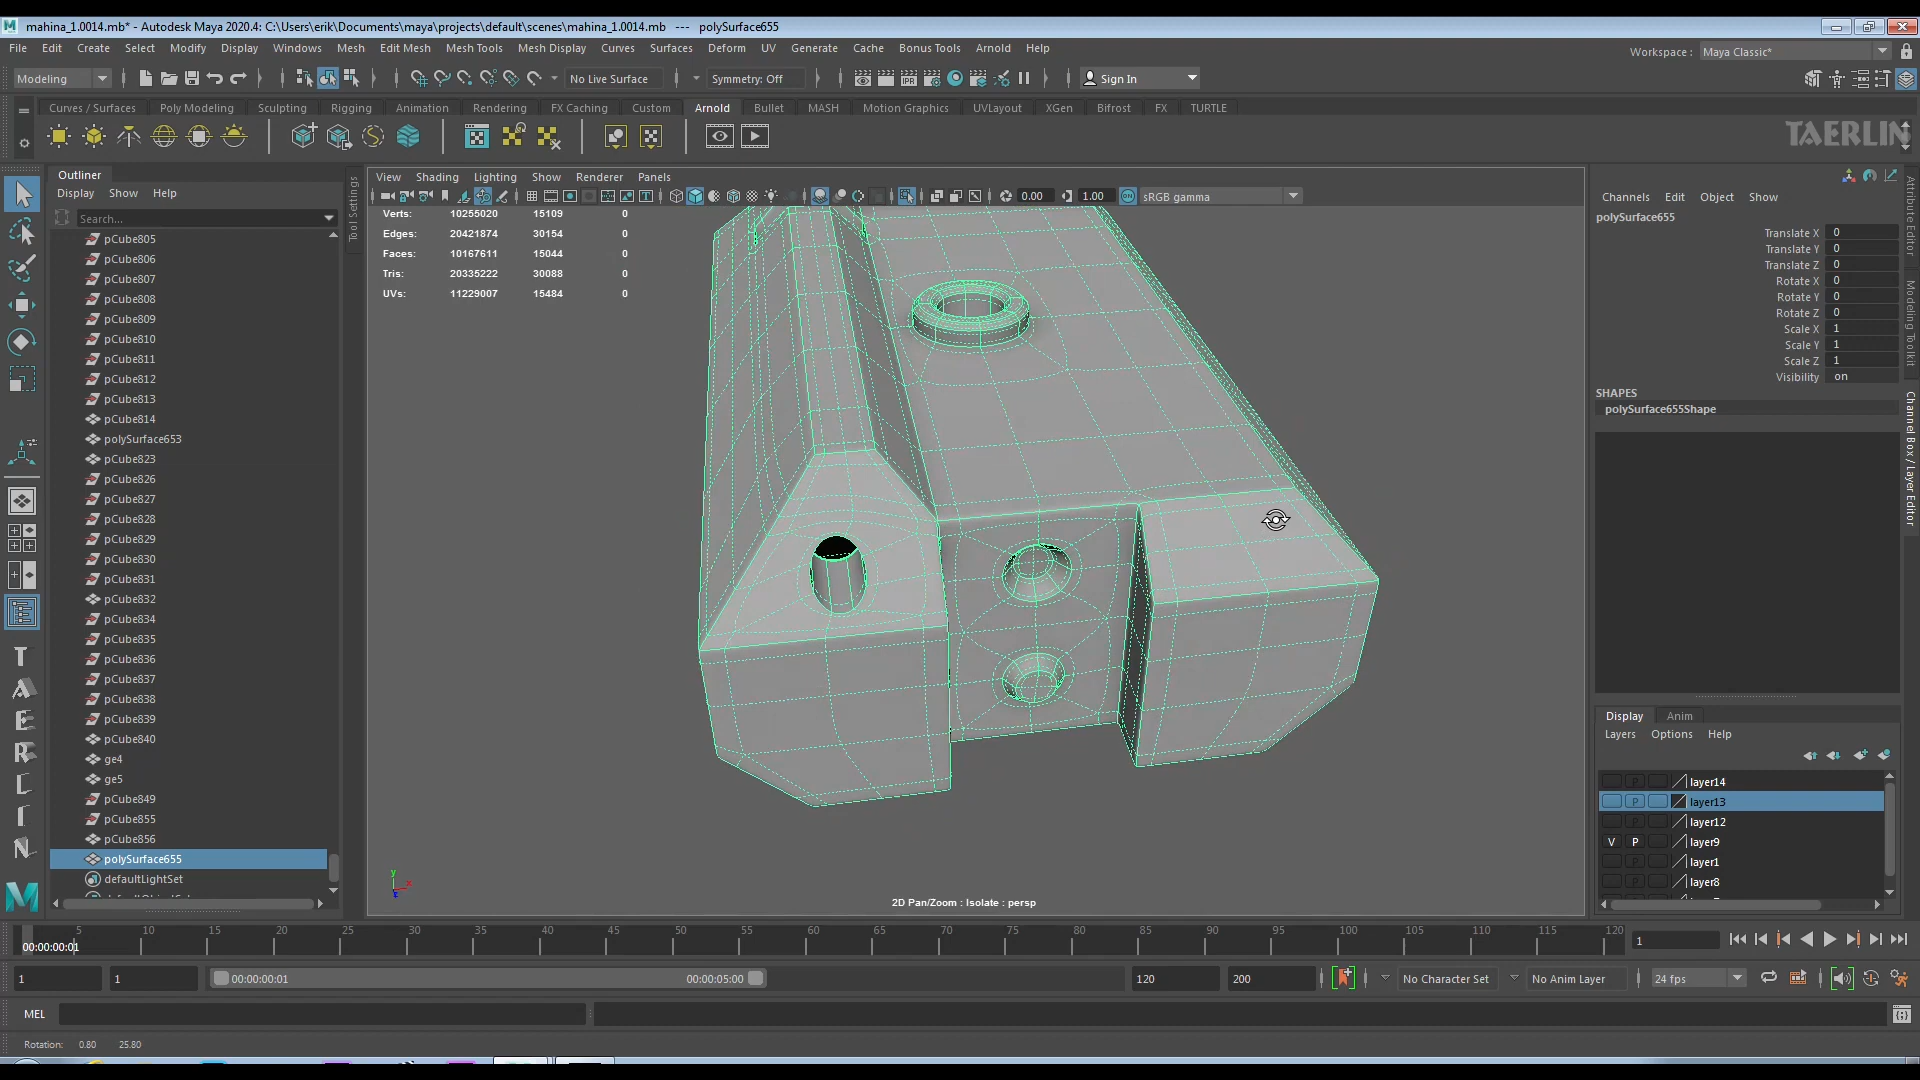 mahina_1.0014.mb* - Autodesk Maya 2020.4: C:\Users\erik\Documents\maya\projects\default\scenes\mahina_1.0014.mb --- polySurface655
File Edit Create Select Modify Display Windows Mesh Edit Mesh Mesh Tools Mesh Display Curves Surfaces Deform UV Generate Cache Bonus Tools Arnold Help
Workspace : Maya Classic*
Modeling No Live Surface Symmetry: Off Sign In
Curves / Surfaces Poly Modeling Sculpting Rigging Animation Rendering FX Caching Custom Arnold Bullet MASH Motion Graphics UVLayout XGen Bifrost FX TURTLE
TAERLIN
Outliner
Display Show Help
Search...
pCube805
pCube806
pCube807
pCube808
pCube809
pCube810
pCube811
pCube812
pCube813
pCube814
polySurface653
pCube823
pCube826
pCube827
pCube828
pCube829
pCube830
pCube831
pCube832
pCube834
pCube835
pCube836
pCube837
pCube838
pCube839
pCube840
ge4
ge5
pCube849
pCube855
pCube856
polySurface655
defaultLightSet
Tool Settings
View Shading Lighting Show Renderer Panels
0.00 1.00 sRGB gamma
Verts: 10255020 15109 0
Edges: 20421874 30154 0
Faces: 10167611 15044 0
Tris: 20335222 30088 0
UVs: 11229007 15484 0
y
x
z
2D Pan/Zoom : Isolate : persp
Channels Edit Object Show
polySurface655
Translate X 0
Translate Y 0
Translate Z 0
Rotate X 0
Rotate Y 0
Rotate Z 0
Scale X 1
Scale Y 1
Scale Z 1
Visibility on
SHAPES
polySurface655Shape
Display Anim
Layers Options Help
layer14
layer13
layer12
V P layer9
layer1
layer8
Attribute Editor
Modeling Toolkit
Channel Box / Layer Editor
5 10 15 20 25 30 35 40 45 50 55 60 65 70 75 80 85 90 95 100 105 110 115 120
00:00:00:01
1
1 1 00:00:00:01 00:00:05:00 120 200 No Character Set No Anim Layer 24 fps
MEL
Rotation: 0.80 25.80